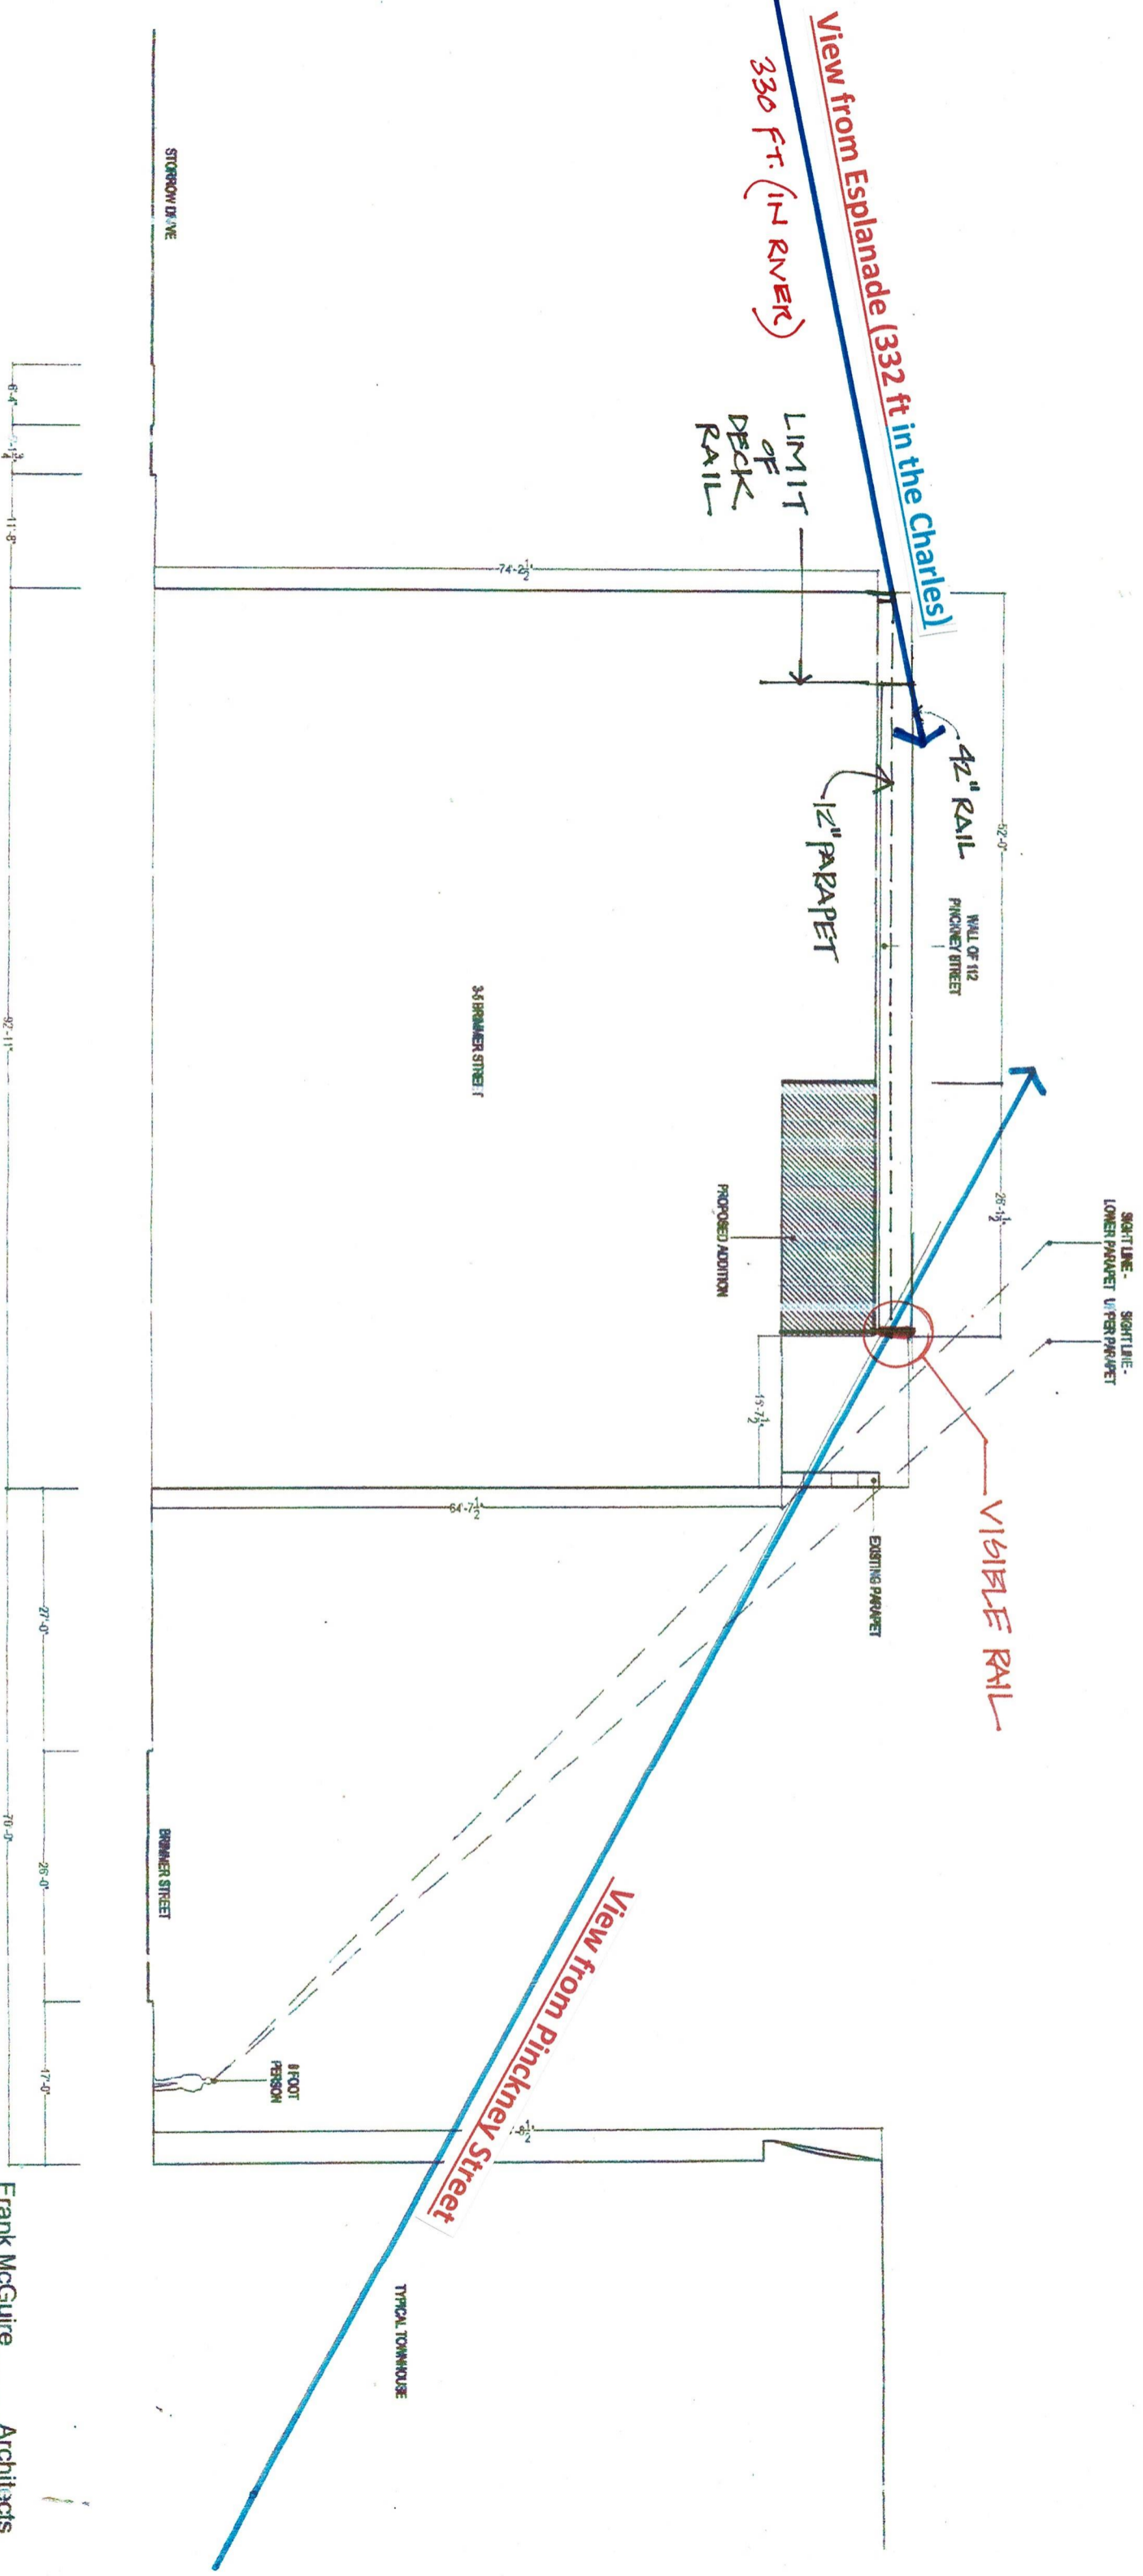 View from Esplanade (332 ft in the Charles)
330 FT. (IN RIVER)
STORROW DRIVE
LIMIT
OF
DECK
RAIL
42" RAIL
12" PARAPET
WALL OF 112
PINCKNEY STREET
52'-0"
26'-1½"
74'-2½"
3-5 BRIMMER STREET
PROPOSED ADDITION
SIGHT LINE -
LOWER PARAPET
SIGHT LINE -
UPPER PARAPET
VISIBLE RAIL
EXISTING PARAPET
15'-7½"
64'-7½"
View from Pinckney Street
BRIMMER STREET
6 FOOT
PERSON
TYPICAL TOWNHOUSE
6'-4"
11'-8"
92'-11"
27'-0"
26'-0"
17'-0"
70'-0"
Frank McGuire Architects